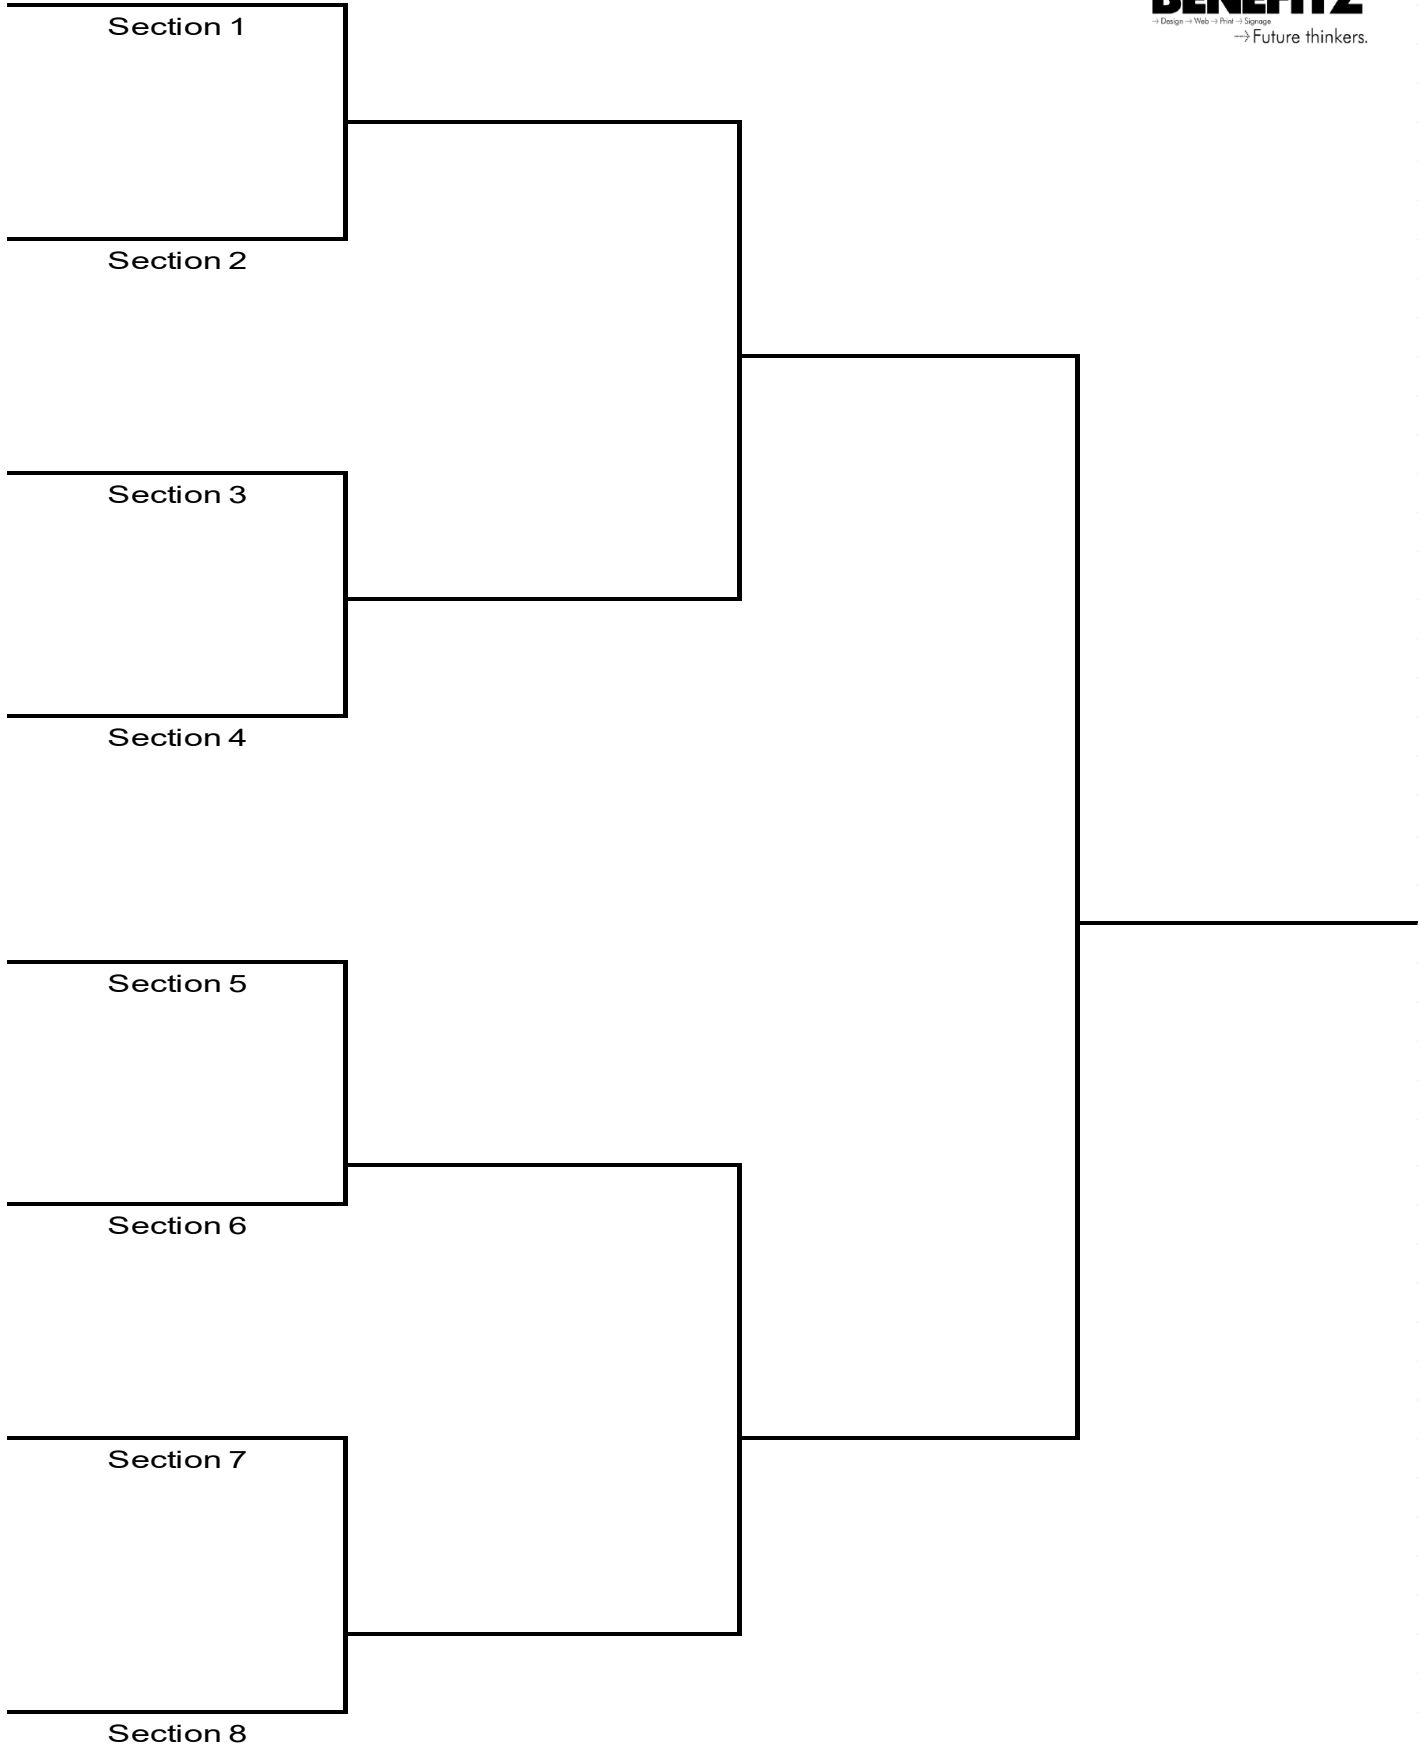 BENEFITZ
→ Design → Web → Print → Signage
→ Future thinkers.
Section 1
Section 2
Section 3
Section 4
Section 5
Section 6
Section 7
Section 8